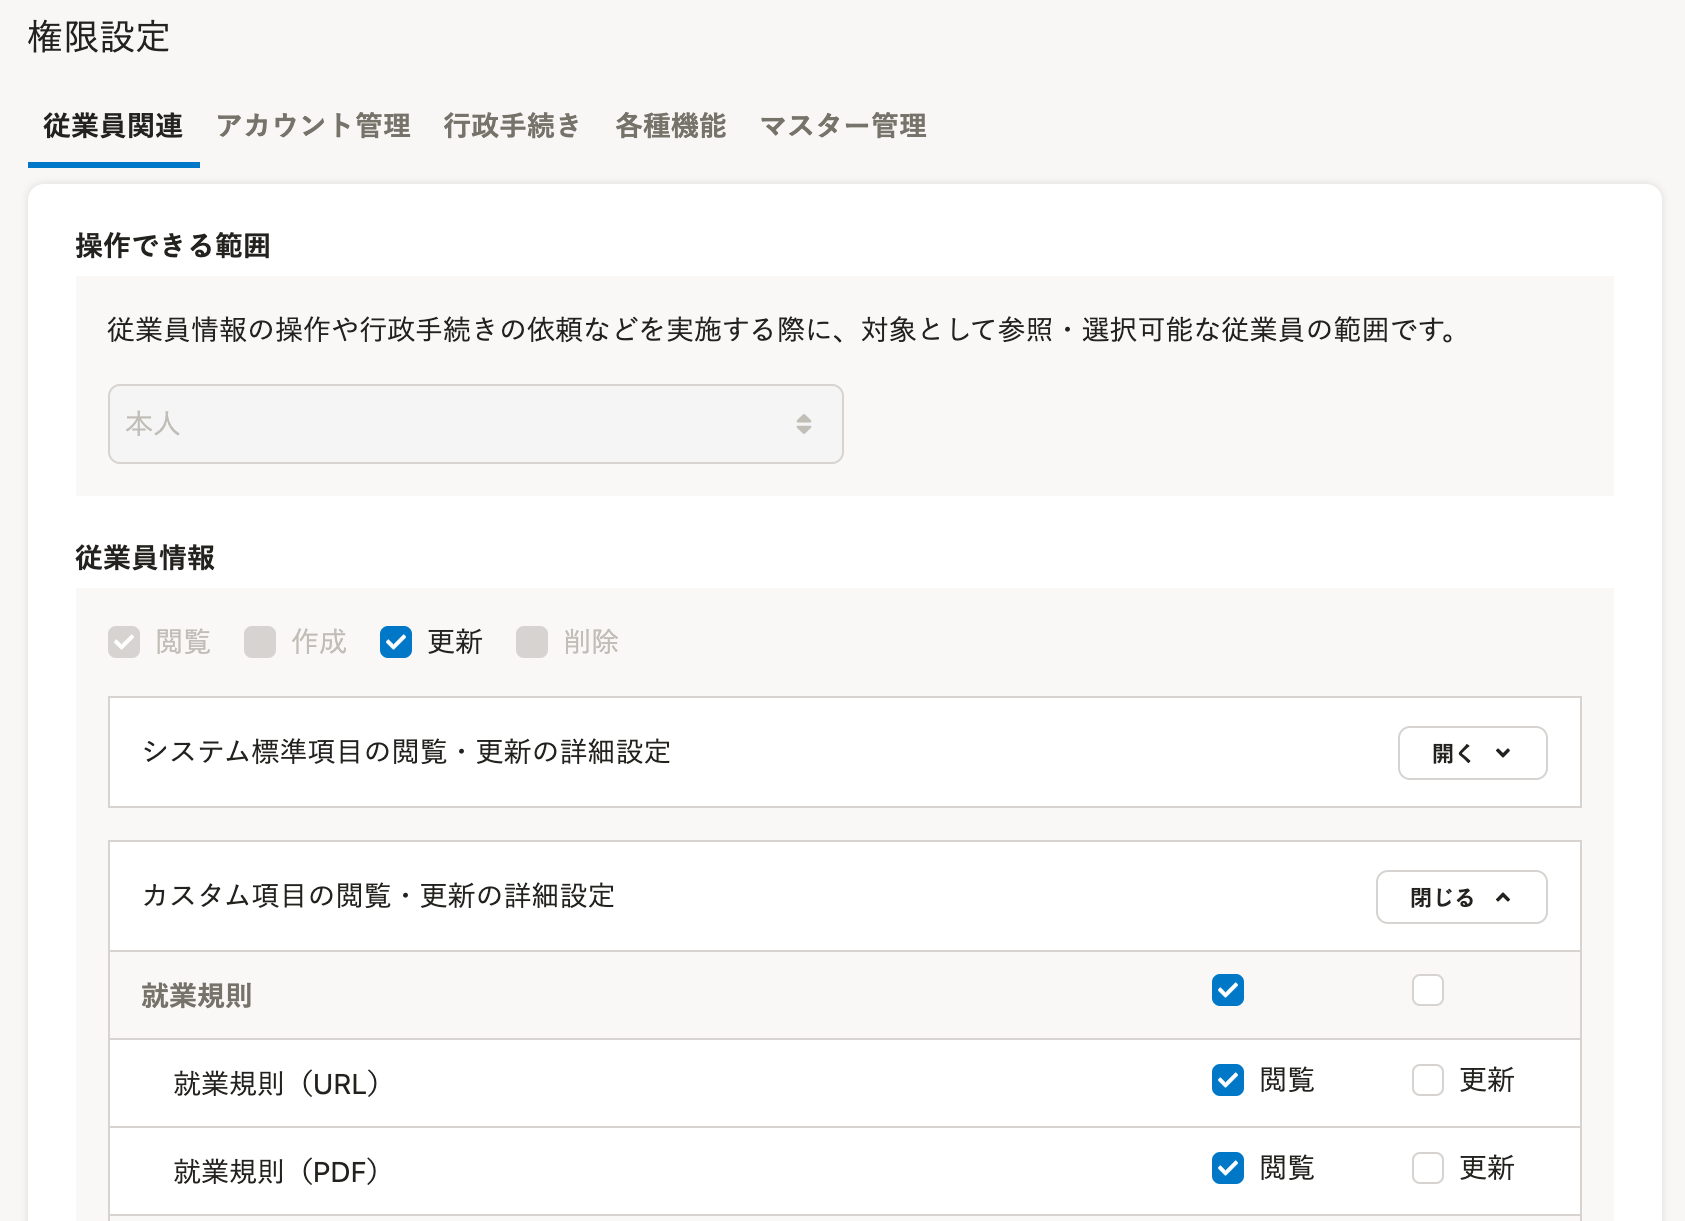 権限設定
従業員関連 アカウント管理 行政手続き 各種機能 マスター管理
操作できる範囲
従業員情報の操作や行政手続きの依頼などを実施する際に、対象として参照・選択可能な従業員の範囲です。
本人
従業員情報
閲覧 作成 更新 削除
システム標準項目の閲覧・更新の詳細設定 開く
カスタム項目の閲覧・更新の詳細設定 閉じる
就業規則
就業規則（URL） 閲覧 更新
就業規則（PDF） 閲覧 更新